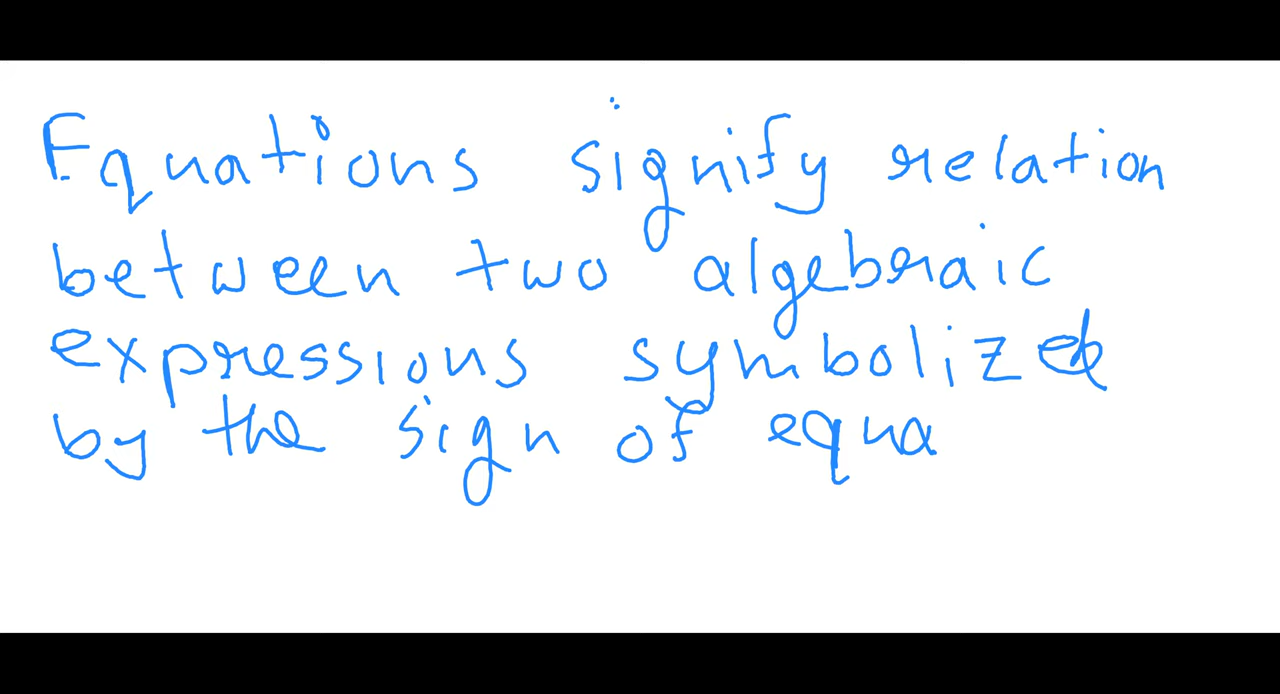 Equations signify relation
between two algebraic
expressions symbolized
by the sign of equa